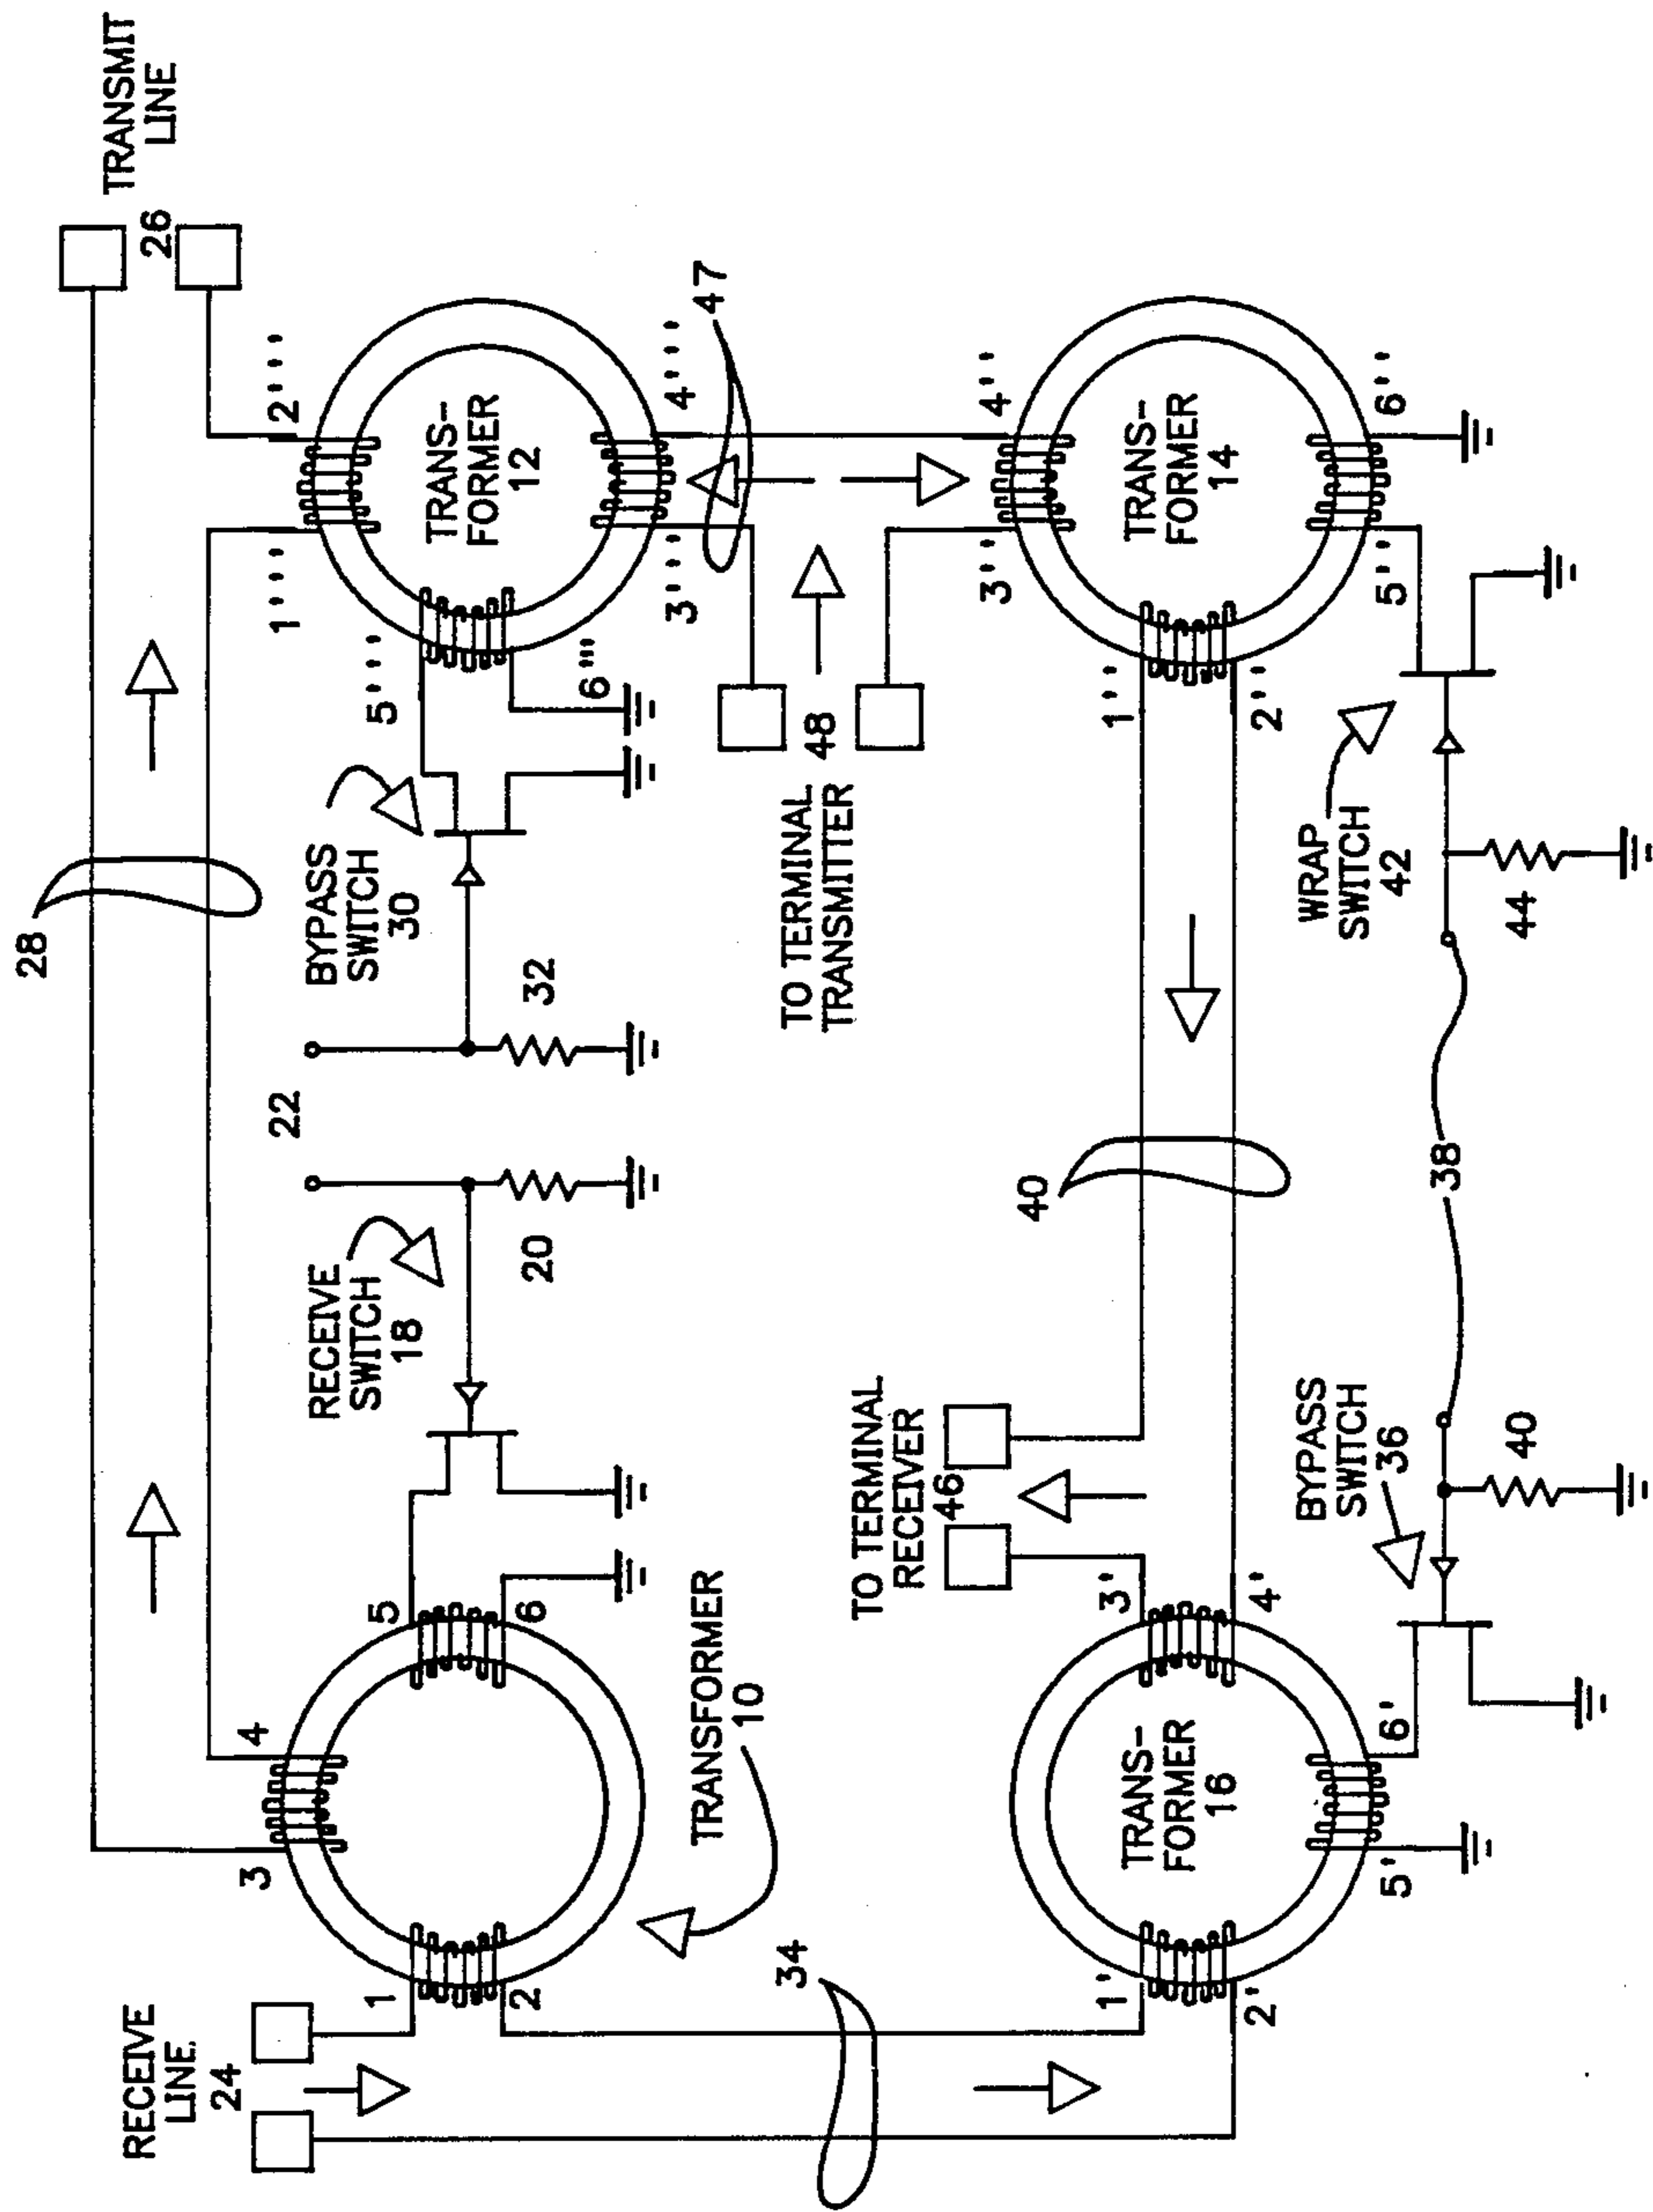 TRANSMIT
LINE
26
28
1''''
2''''
TRANS-
FORMER
12
5''''
6'''
3''''
4''''
47
BYPASS
SWITCH
30
32
22
RECEIVE
SWITCH
18
20
3
4
5
6
1
2
TRANSFORMER
10
RECEIVE
LINE
24
34
TO TERMINAL
TRANSMITTER
48
3''
4''
TRANS-
FORMER
14
1''
2''
5''
6''
40
TO TERMINAL
RECEIVER
46
1'
2'
3'
4'
TRANS-
FORMER
16
5'
6'
BYPASS
SWITCH
36
40
38
WRAP
SWITCH
42
44